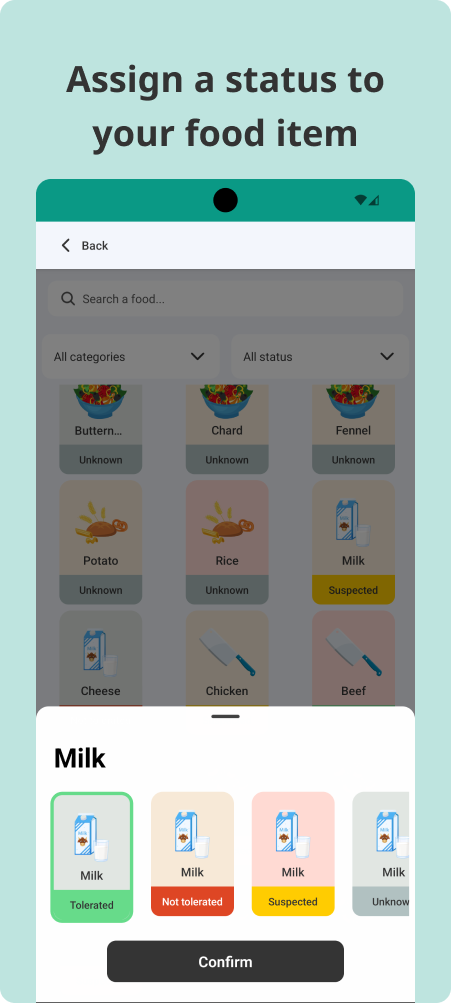 Assign a status to
your food item
Back
Search a food...
All categories
All status
Buttern...
Chard
Fennel
Unknown
Unknown
Unknown
Potato
Rice
Milk
Unknown
Unknown
Suspected
Cheese
Chicken
Beef
Milk
Milk
Milk
Milk
Milk
Tolerated
Not tolerated
Suspected
Unknow
Confirm